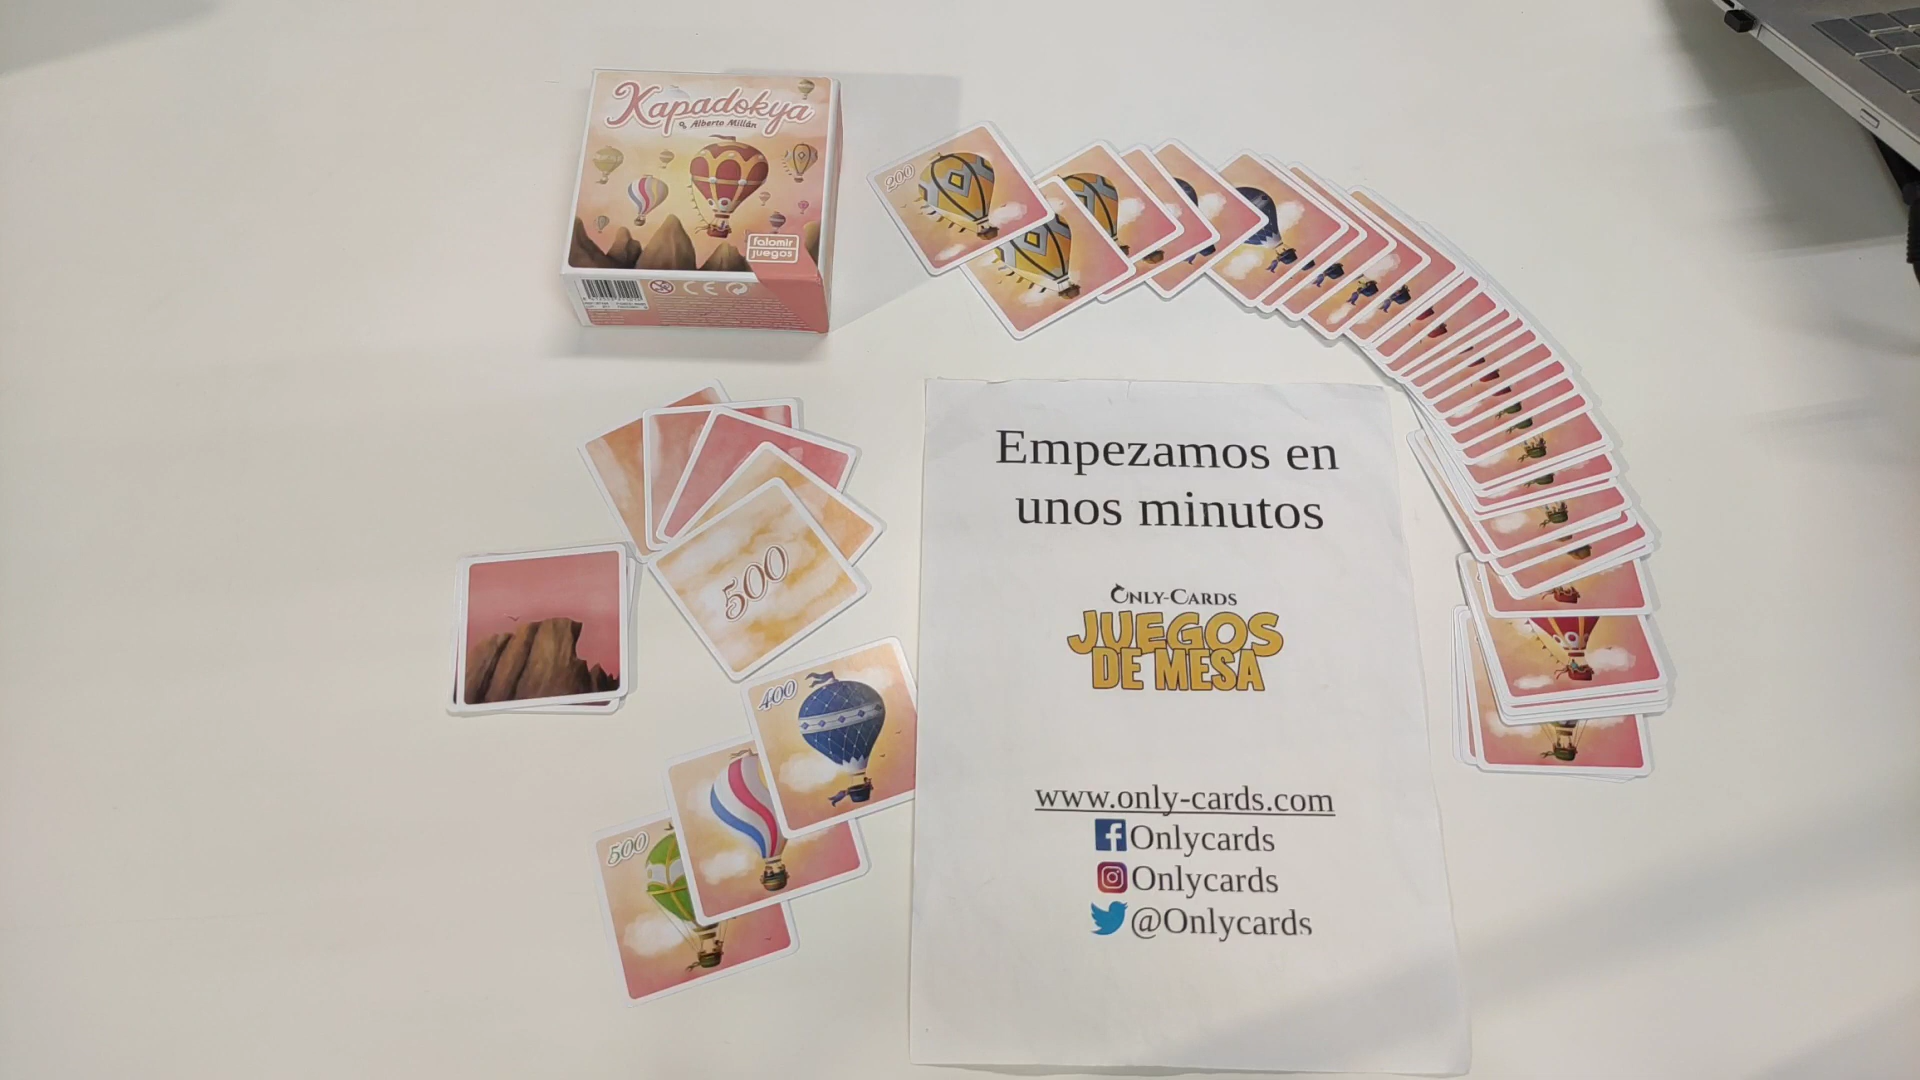 Kapadokya
Alberto Millán
falomir
juegos
CE
200
500
400
500
Empezamos en
unos minutos
ONLY-CARDS
JUEGOS
DE MESA
www.only-cards.com
Onlycards
Onlycards
@Onlycards